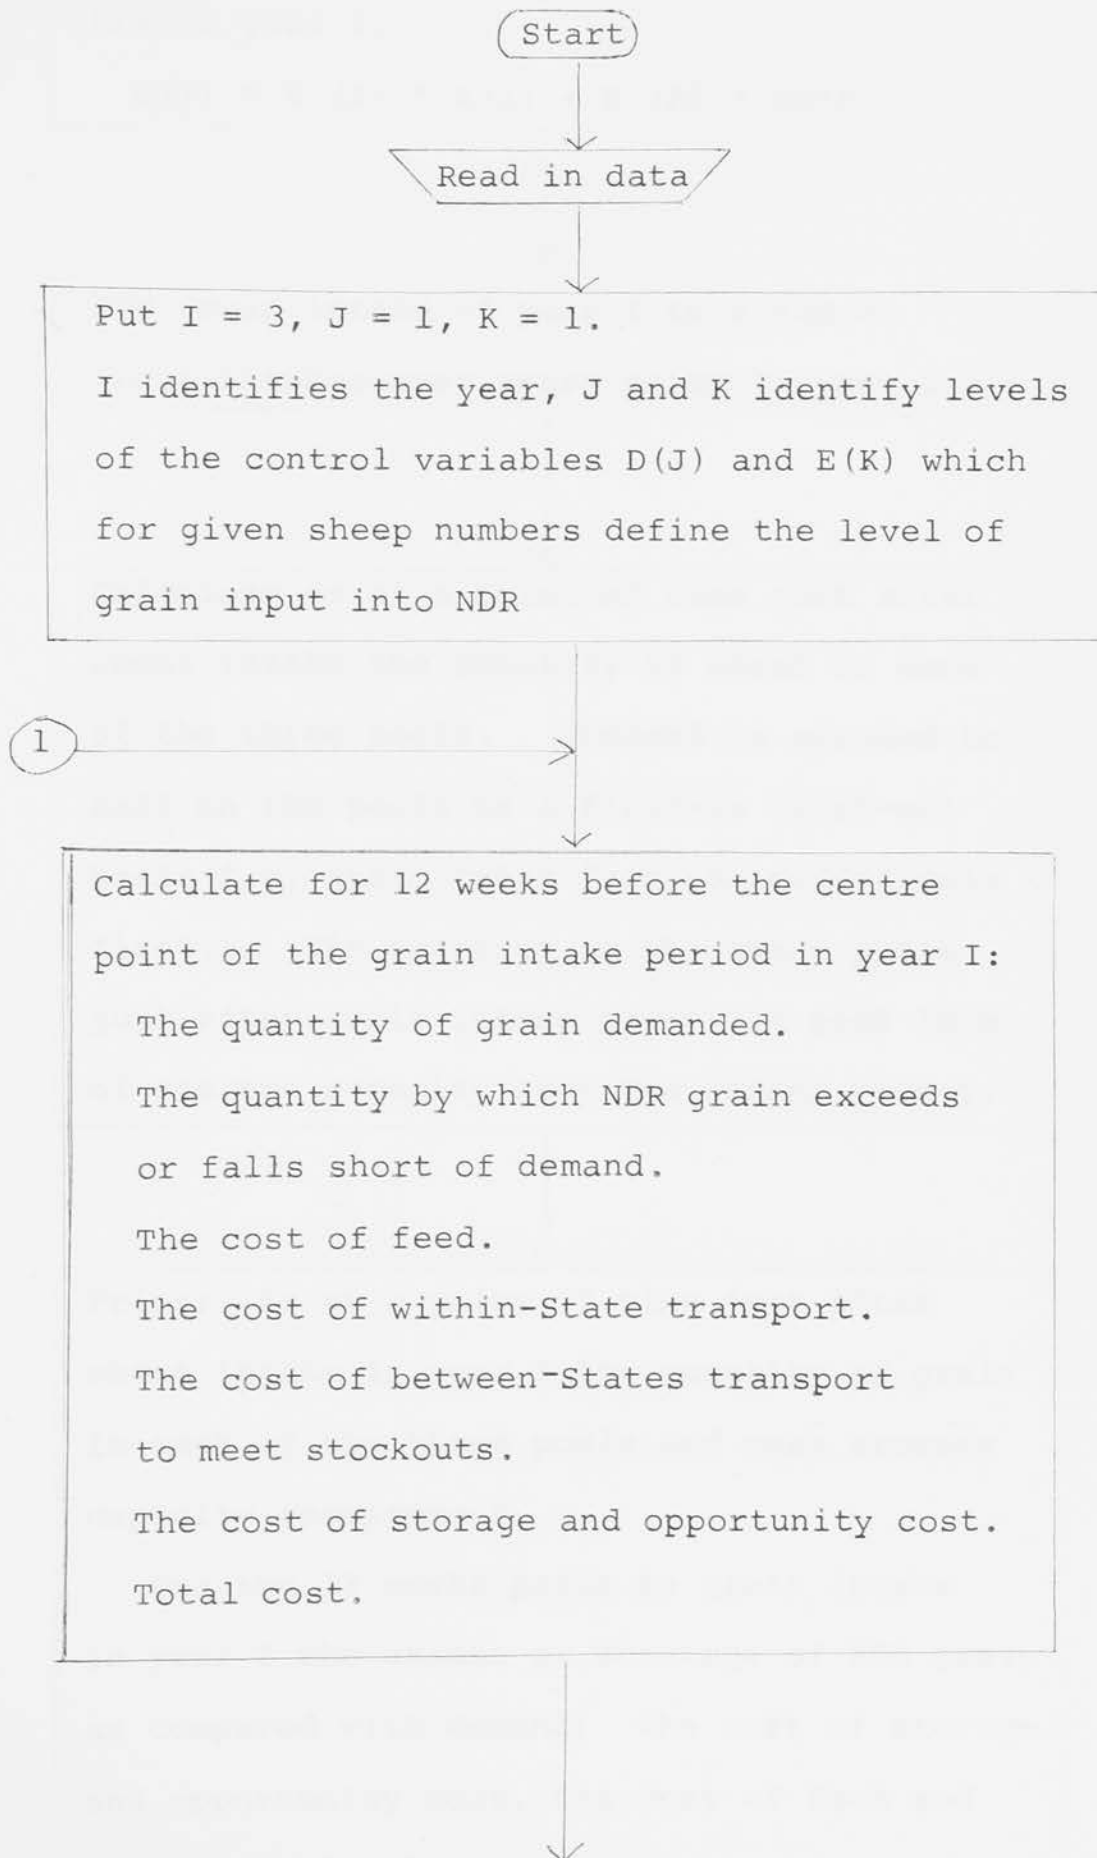 Start
Read in data
Put I = 3, J = 1, K = 1.
I identifies the year, J and K identify levels
of the control variables D(J) and E(K) which
for given sheep numbers define the level of
grain input into NDR
1
Calculate for 12 weeks before the centre
point of the grain intake period in year I:
The quantity of grain demanded.
The quantity by which NDR grain exceeds
or falls short of demand.
The cost of feed.
The cost of within-State transport.
The cost of between-States transport
to meet stockouts.
The cost of storage and opportunity cost.
Total cost.